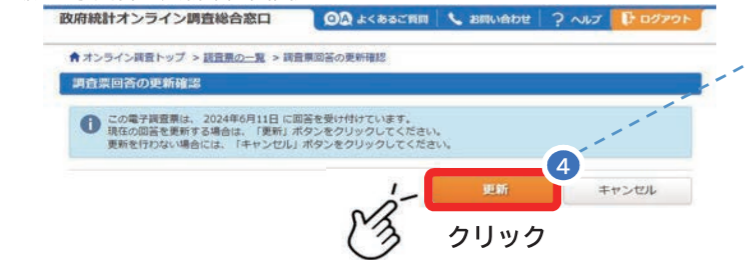 政府統計オンライン調査総合窓口
Q&A よくあるご質問
お問い合わせ
? ヘルプ
ログアウト
オンライン調査トップ > 調査票の一覧 > 調査票回答の更新確認
調査票回答の更新確認
この電子調査票は、 2024年6月11日 に回答を受け付けています。
現在の回答を更新する場合は、「更新」ボタンをクリックしてください。
更新を行わない場合には、「キャンセル」ボタンをクリックしてください。
4
更新
キャンセル
クリック